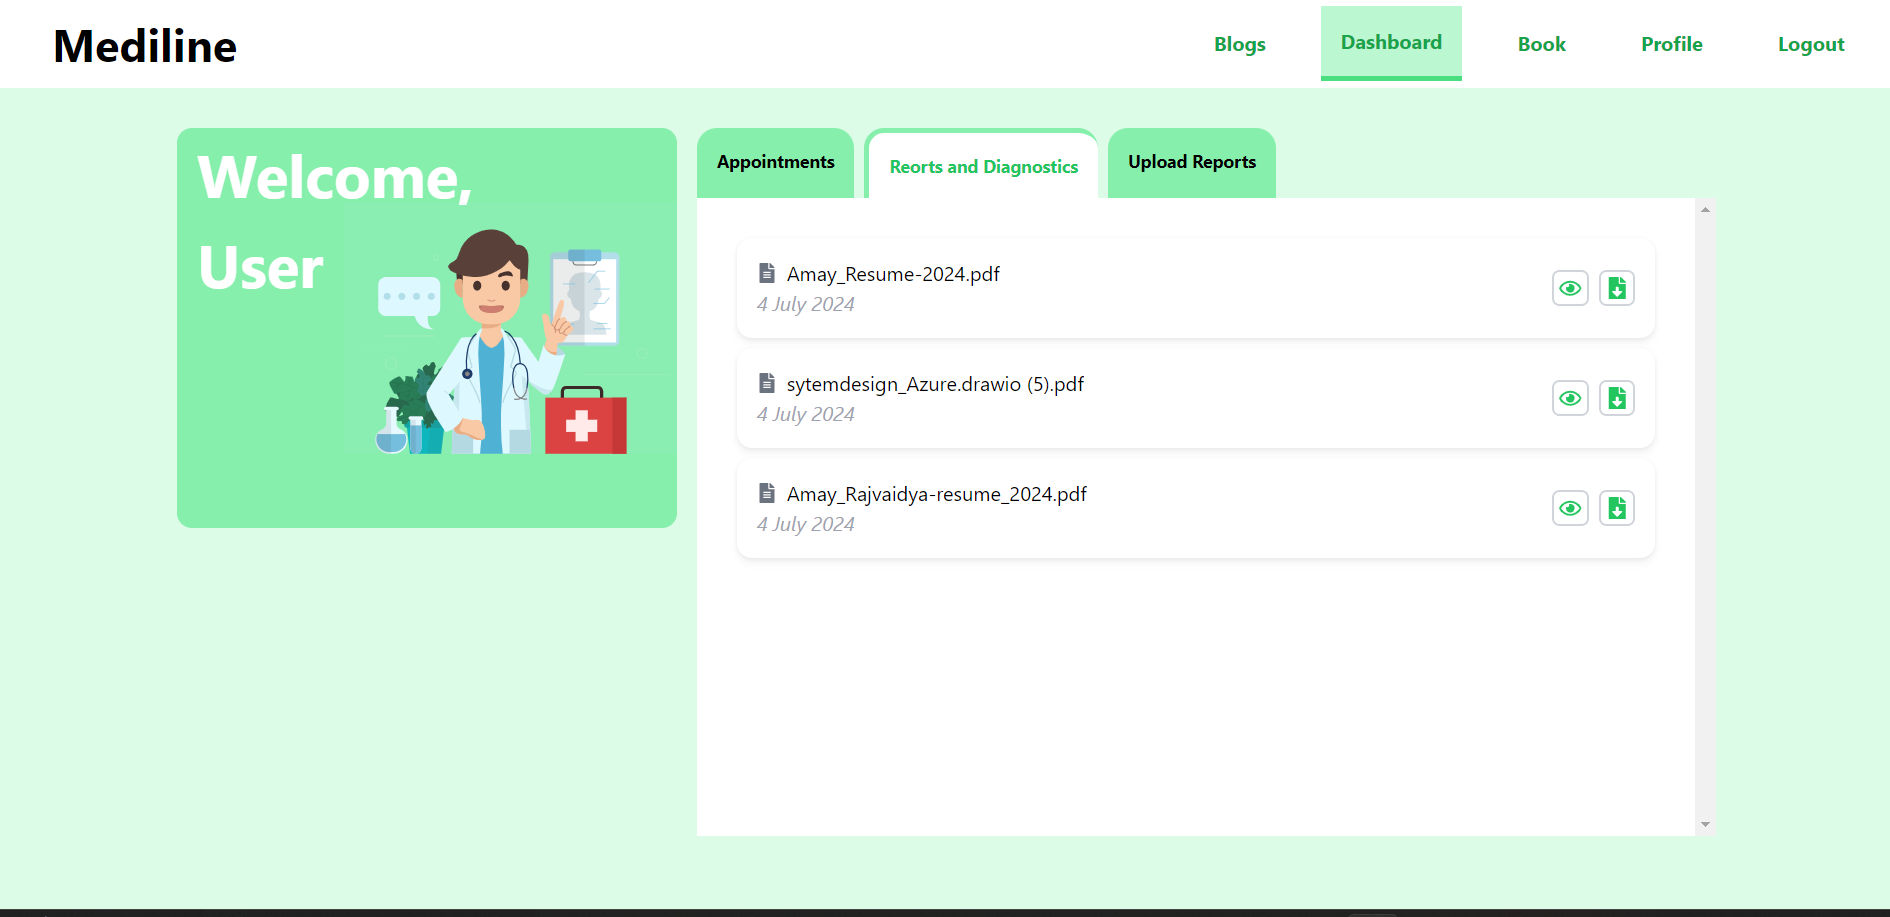 Mediline
Blogs
Dashboard
Book
Profile
Logout
Welcome,
User
Appointments
Reorts and Diagnostics
Upload Reports
Amay_Resume-2024.pdf
4 July 2024
sytemdesign_Azure.drawio (5).pdf
4 July 2024
Amay_Rajvaidya-resume_2024.pdf
4 July 2024